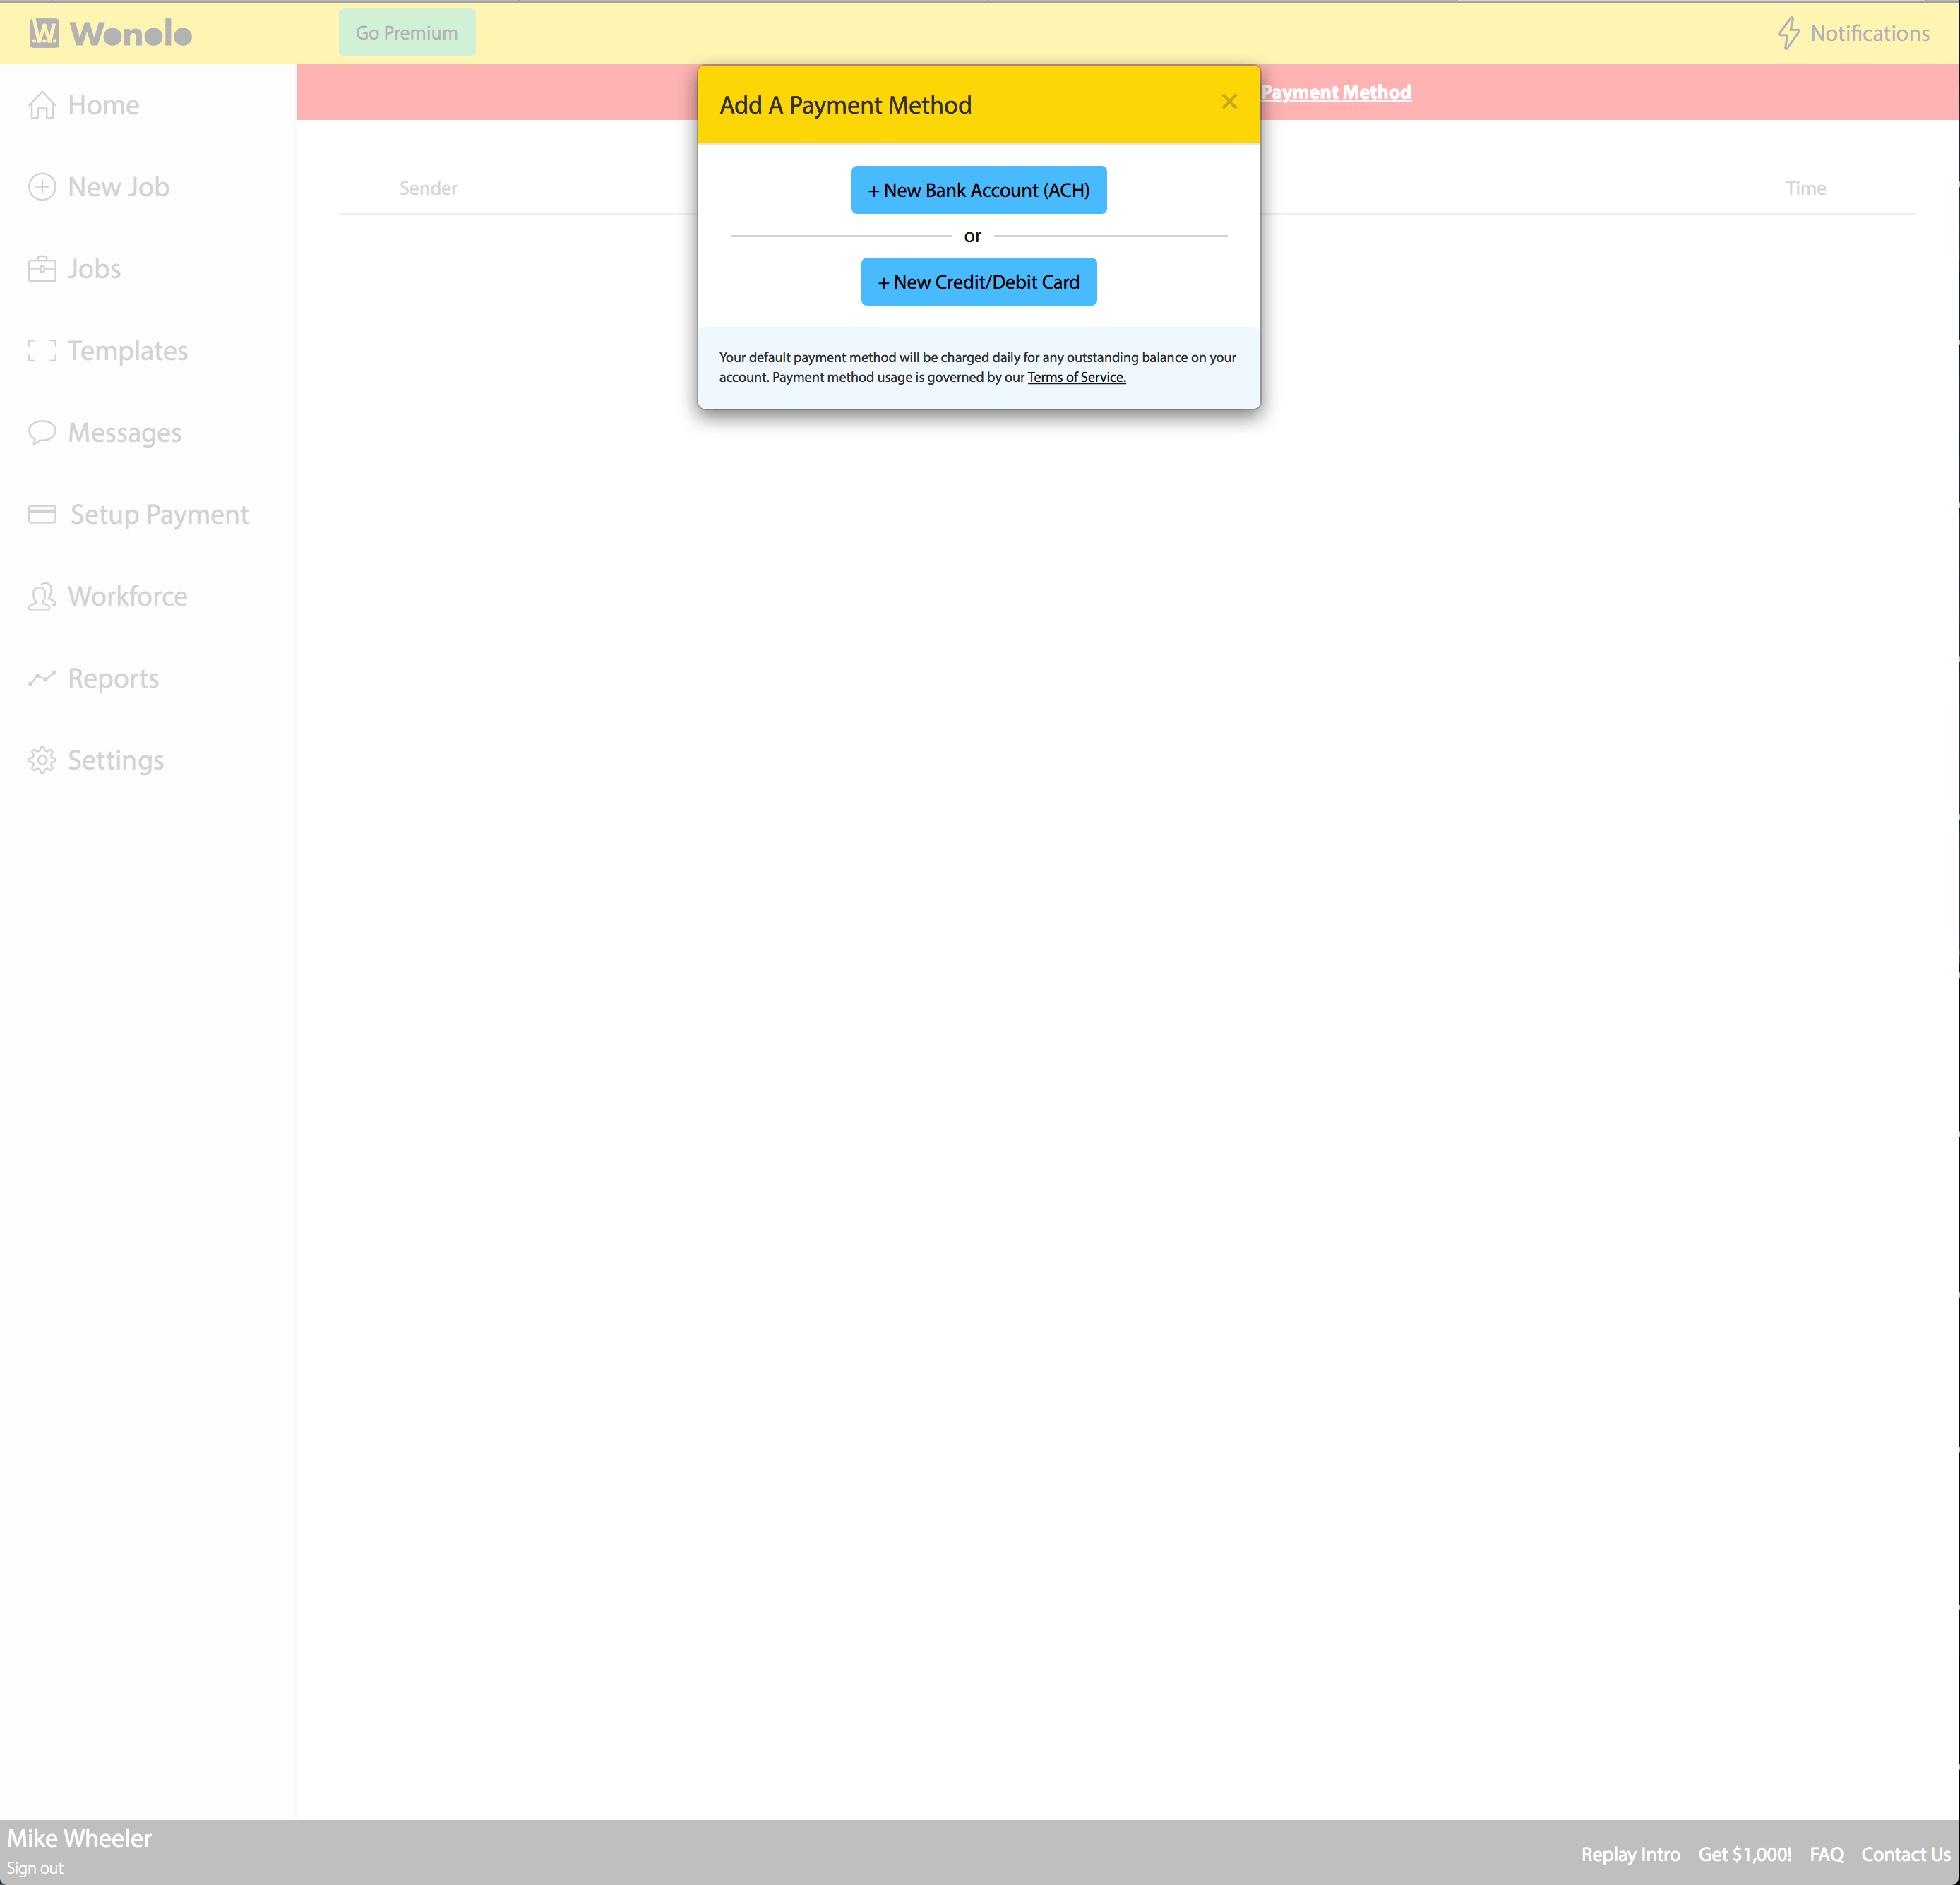 Wonolo
Go Premium
Notifications
Home
New Job
Jobs
Templates
Messages
Setup Payment
Workforce
Reports
Settings
Payment Method
Add A Payment Method
×
Sender
Time
+ New Bank Account (ACH)
or
+ New Credit/Debit Card
Your default payment method will be charged daily for any outstanding balance on your
account. Payment method usage is governed by our Terms of Service.
Mike Wheeler
Sign out
Replay Intro Get $1,000! FAQ Contact Us